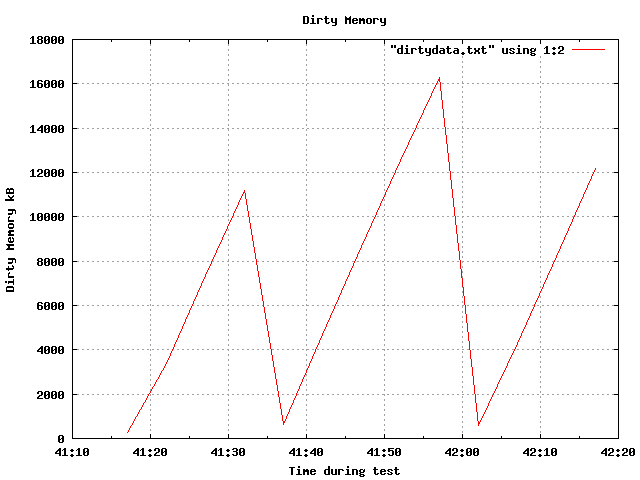 Dirty Memory
"dirtydata.txt" using 1:2
18000
16000
14000
12000
10000
8000
6000
4000
2000
0
Dirty Memory kB
41:10 41:20 41:30 41:40 41:50 42:00 42:10 42:20
Time during test